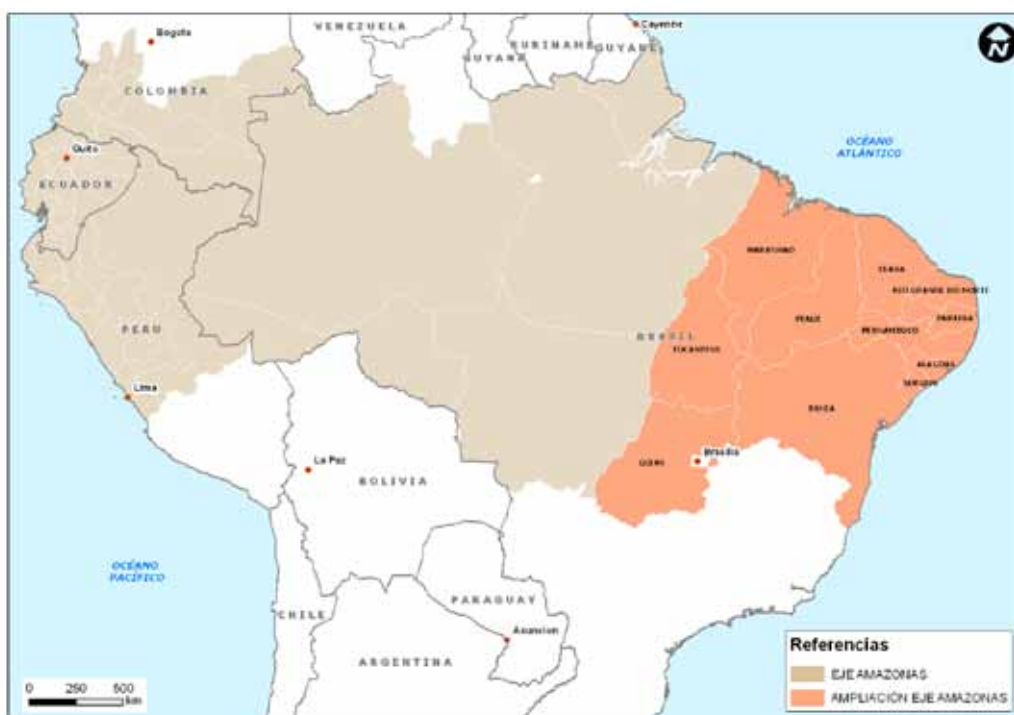 Cayenne
Bogota
VENEZUELA
SURINAME
GUYANA
GUYANE
COLOMBIA
OCÉANO
ATLÁNTICO
Quito
ECUADOR
CEARA
RIO GRANDE DO NORTE
PARAIBA
BRASIL
PERNAMBUCO
PERU
TOCANTINS
ALAGOAS
SERGIPE
Lima
BAHIA
Brasilia
GOIAS
La Paz
BOLIVIA
OCÉANO
PACÍFICO
PARAGUAY
CHILE
Asuncion
ARGENTINA
Referencias
EJE AMAZONAS
AMPLIACIÓN EJE AMAZONAS
0 250 500
km
N